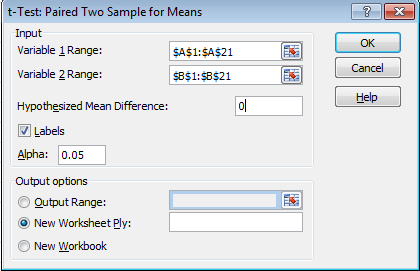 t-Test: Paired Two Sample for Means
Input
Variable 1 Range: $A$1:$A$21
Variable 2 Range: $B$1:$B$21
Hypothesized Mean Difference: 0
Labels
Alpha: 0.05
OK
Cancel
Help
Output options
Output Range:
New Worksheet Ply:
New Workbook